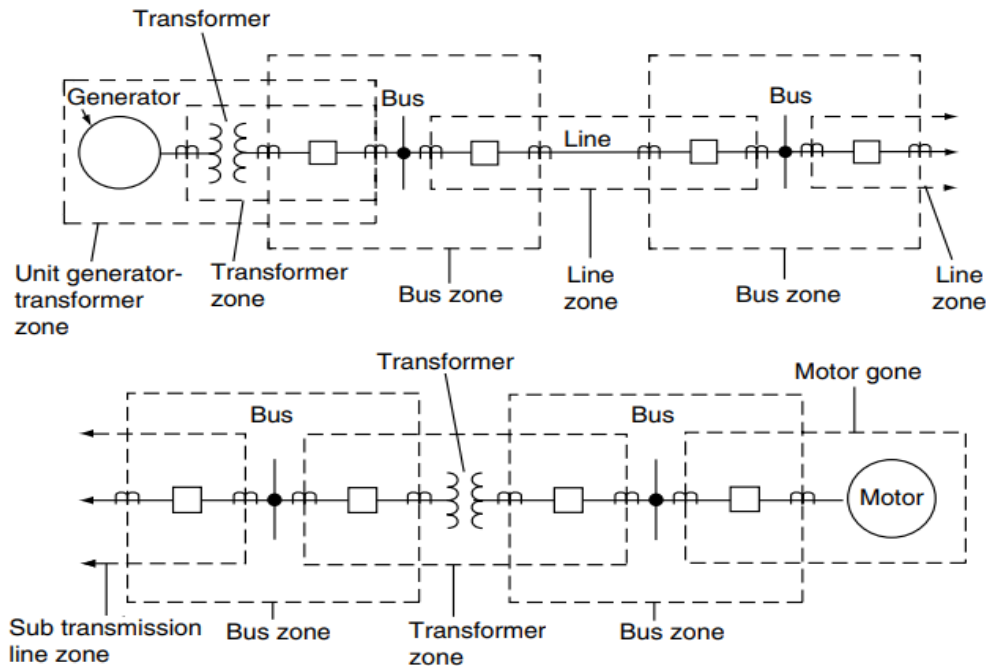 Transformer
Generator
Bus
Line
Bus
Unit generator-
transformer
zone
Transformer
zone
Bus zone
Line
zone
Bus zone
Line
zone
Transformer
Motor gone
Bus
Bus
Motor
Sub transmission
line zone
Bus zone
Transformer
zone
Bus zone